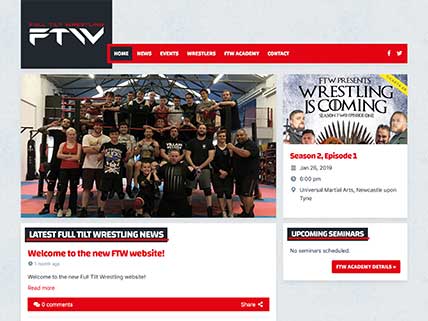 FULL TILT WRESTLING
FTW
HOME NEWS EVENTS WRESTLERS FTW ACADEMY CONTACT
FTW PRESENTS
WRESTLING
IS COMING
SEASON TWO EPISODE ONE
Season 2, Episode 1
Jan 26, 2019
6:00 pm
Universal Martial Arts, Newcastle upon
Tyne
LATEST FULL TILT WRESTLING NEWS
Welcome to the new FTW website!
1 month ago
Welcome to the new Full Tilt Wrestling website!
Read more
0 comments Share
UPCOMING SEMINARS
No seminars scheduled.
FTW ACADEMY DETAILS »